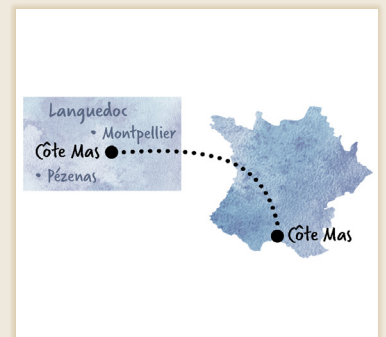 Languedoc
• Montpellier
Côte Mas
• Pézenas
Côte Mas